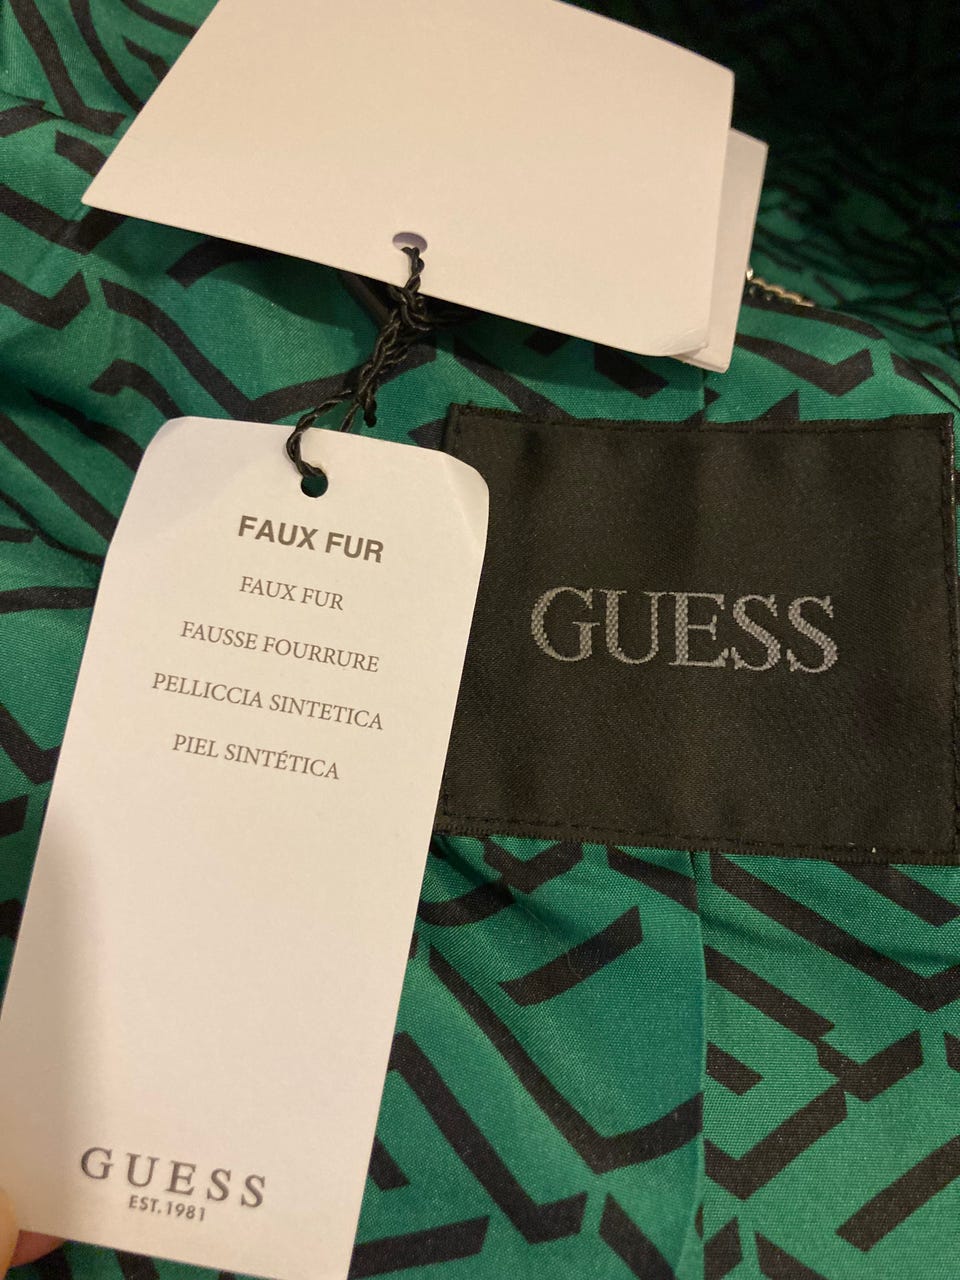 FAUX FUR
FAUX FUR
FAUSSE FOURRURE
PELLICCIA SINTETICA
PIEL SINTÉTICA
GUESS
EST.1981
GUESS